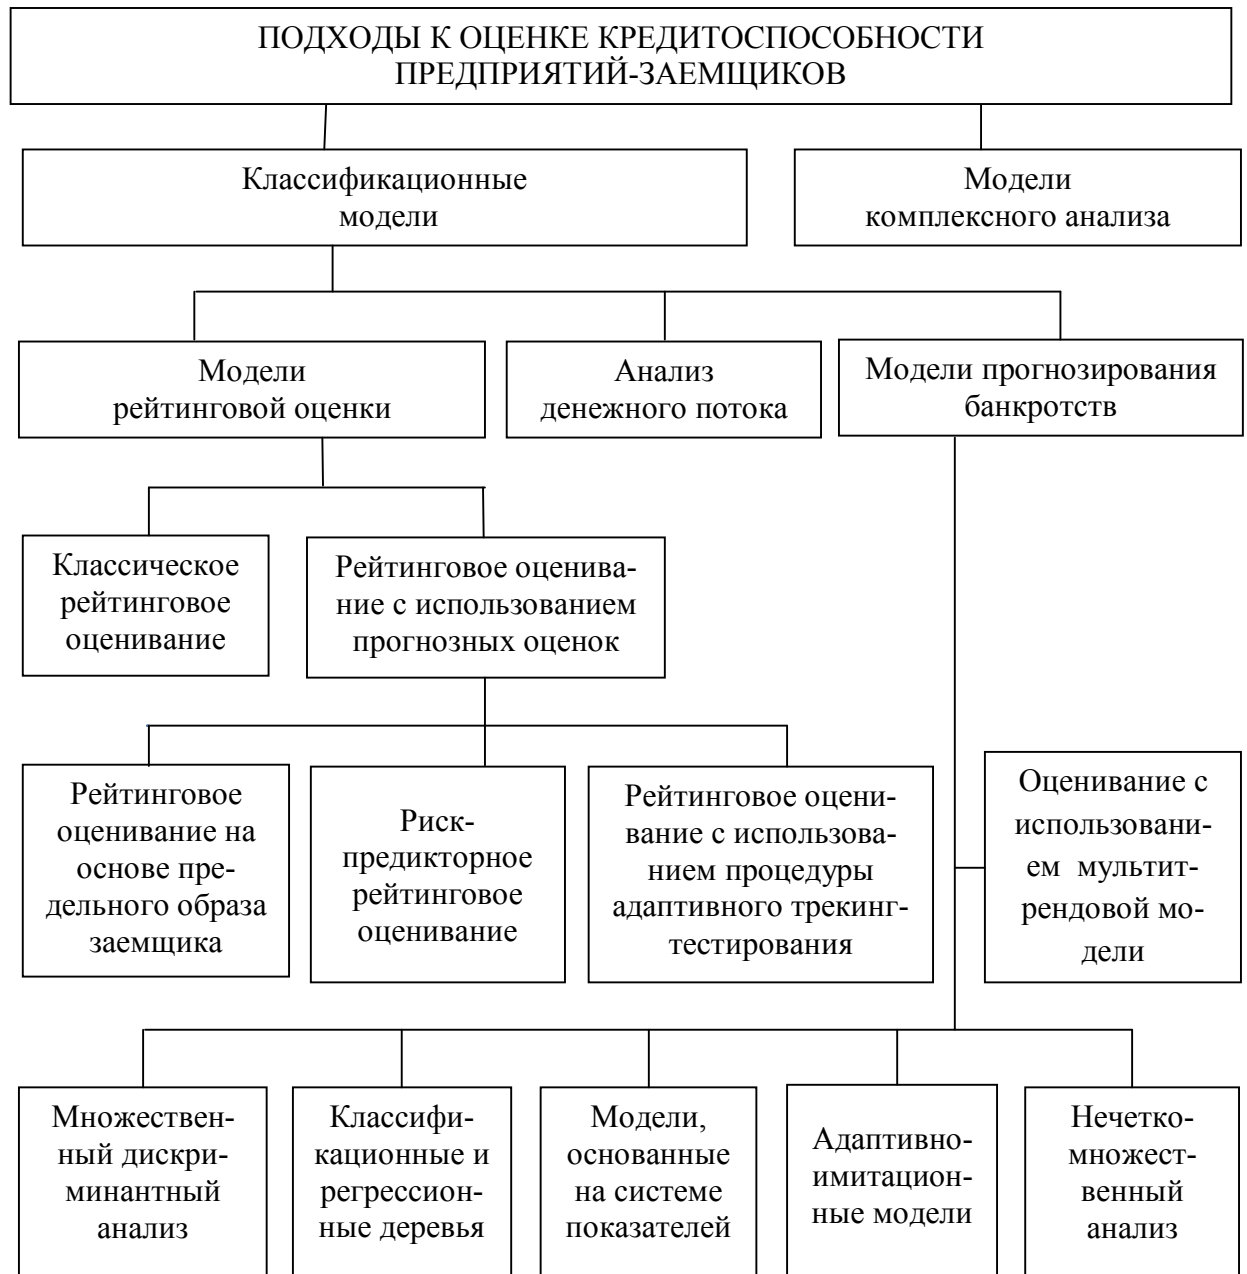 ПОДХОДЫ К ОЦЕНКЕ КРЕДИТОСПОСОБНОСТИ
ПРЕДПРИЯТИЙ-ЗАЕМЩИКОВ
Классификационные
модели
Модели
комплексного анализа
Модели
рейтинговой оценки
Анализ
денежного потока
Модели прогнозирования
банкротств
Классическое
рейтинговое
оценивание
Рейтинговое оценива-
ние с использованием
прогнозных оценок
Рейтинговое
оценивание на
основе пре-
дельного образа
заемщика
Риск-
предикторное
рейтинговое
оценивание
Рейтинговое оцени-
вание с использова-
нием процедуры
адаптивного трекинг-
тестирования
Оценивание с
использовани-
ем мультит-
рендовой мо-
дели
Множествен-
ный дискри-
минантный
анализ
Классифи-
кационные и
регрессион-
ные деревья
Модели,
основанные
на системе
показателей
Адаптивно-
имитацион-
ные модели
Нечетко-
множест-
венный
анализ